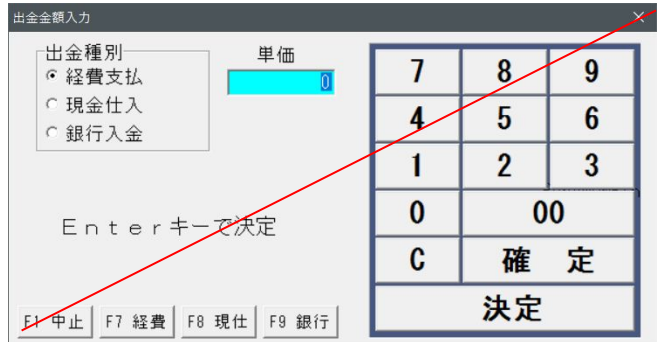 出金金額入力
出金種別
経費支払
現金仕入
銀行入金
単価
0
Enterキーで決定
7 8 9
4 5 6
1 2 3
0 00
C 確 定
決定
F1 中止 F7 経費 F8 現仕 F9 銀行